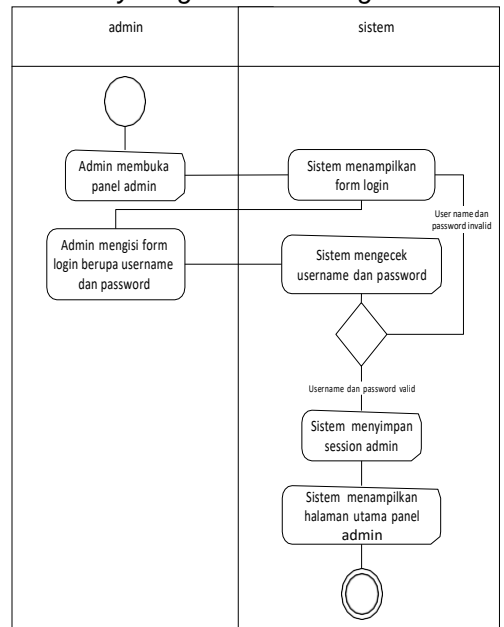 admin
sistem
Admin membuka
panel admin
Sistem menampilkan
form login
User name dan
password invalid
Admin mengisi form
login berupa username
dan password
Sistem mengecek
username dan password
Username dan password valid
Sistem menyimpan
session admin
Sistem menampilkan
halaman utama panel
admin